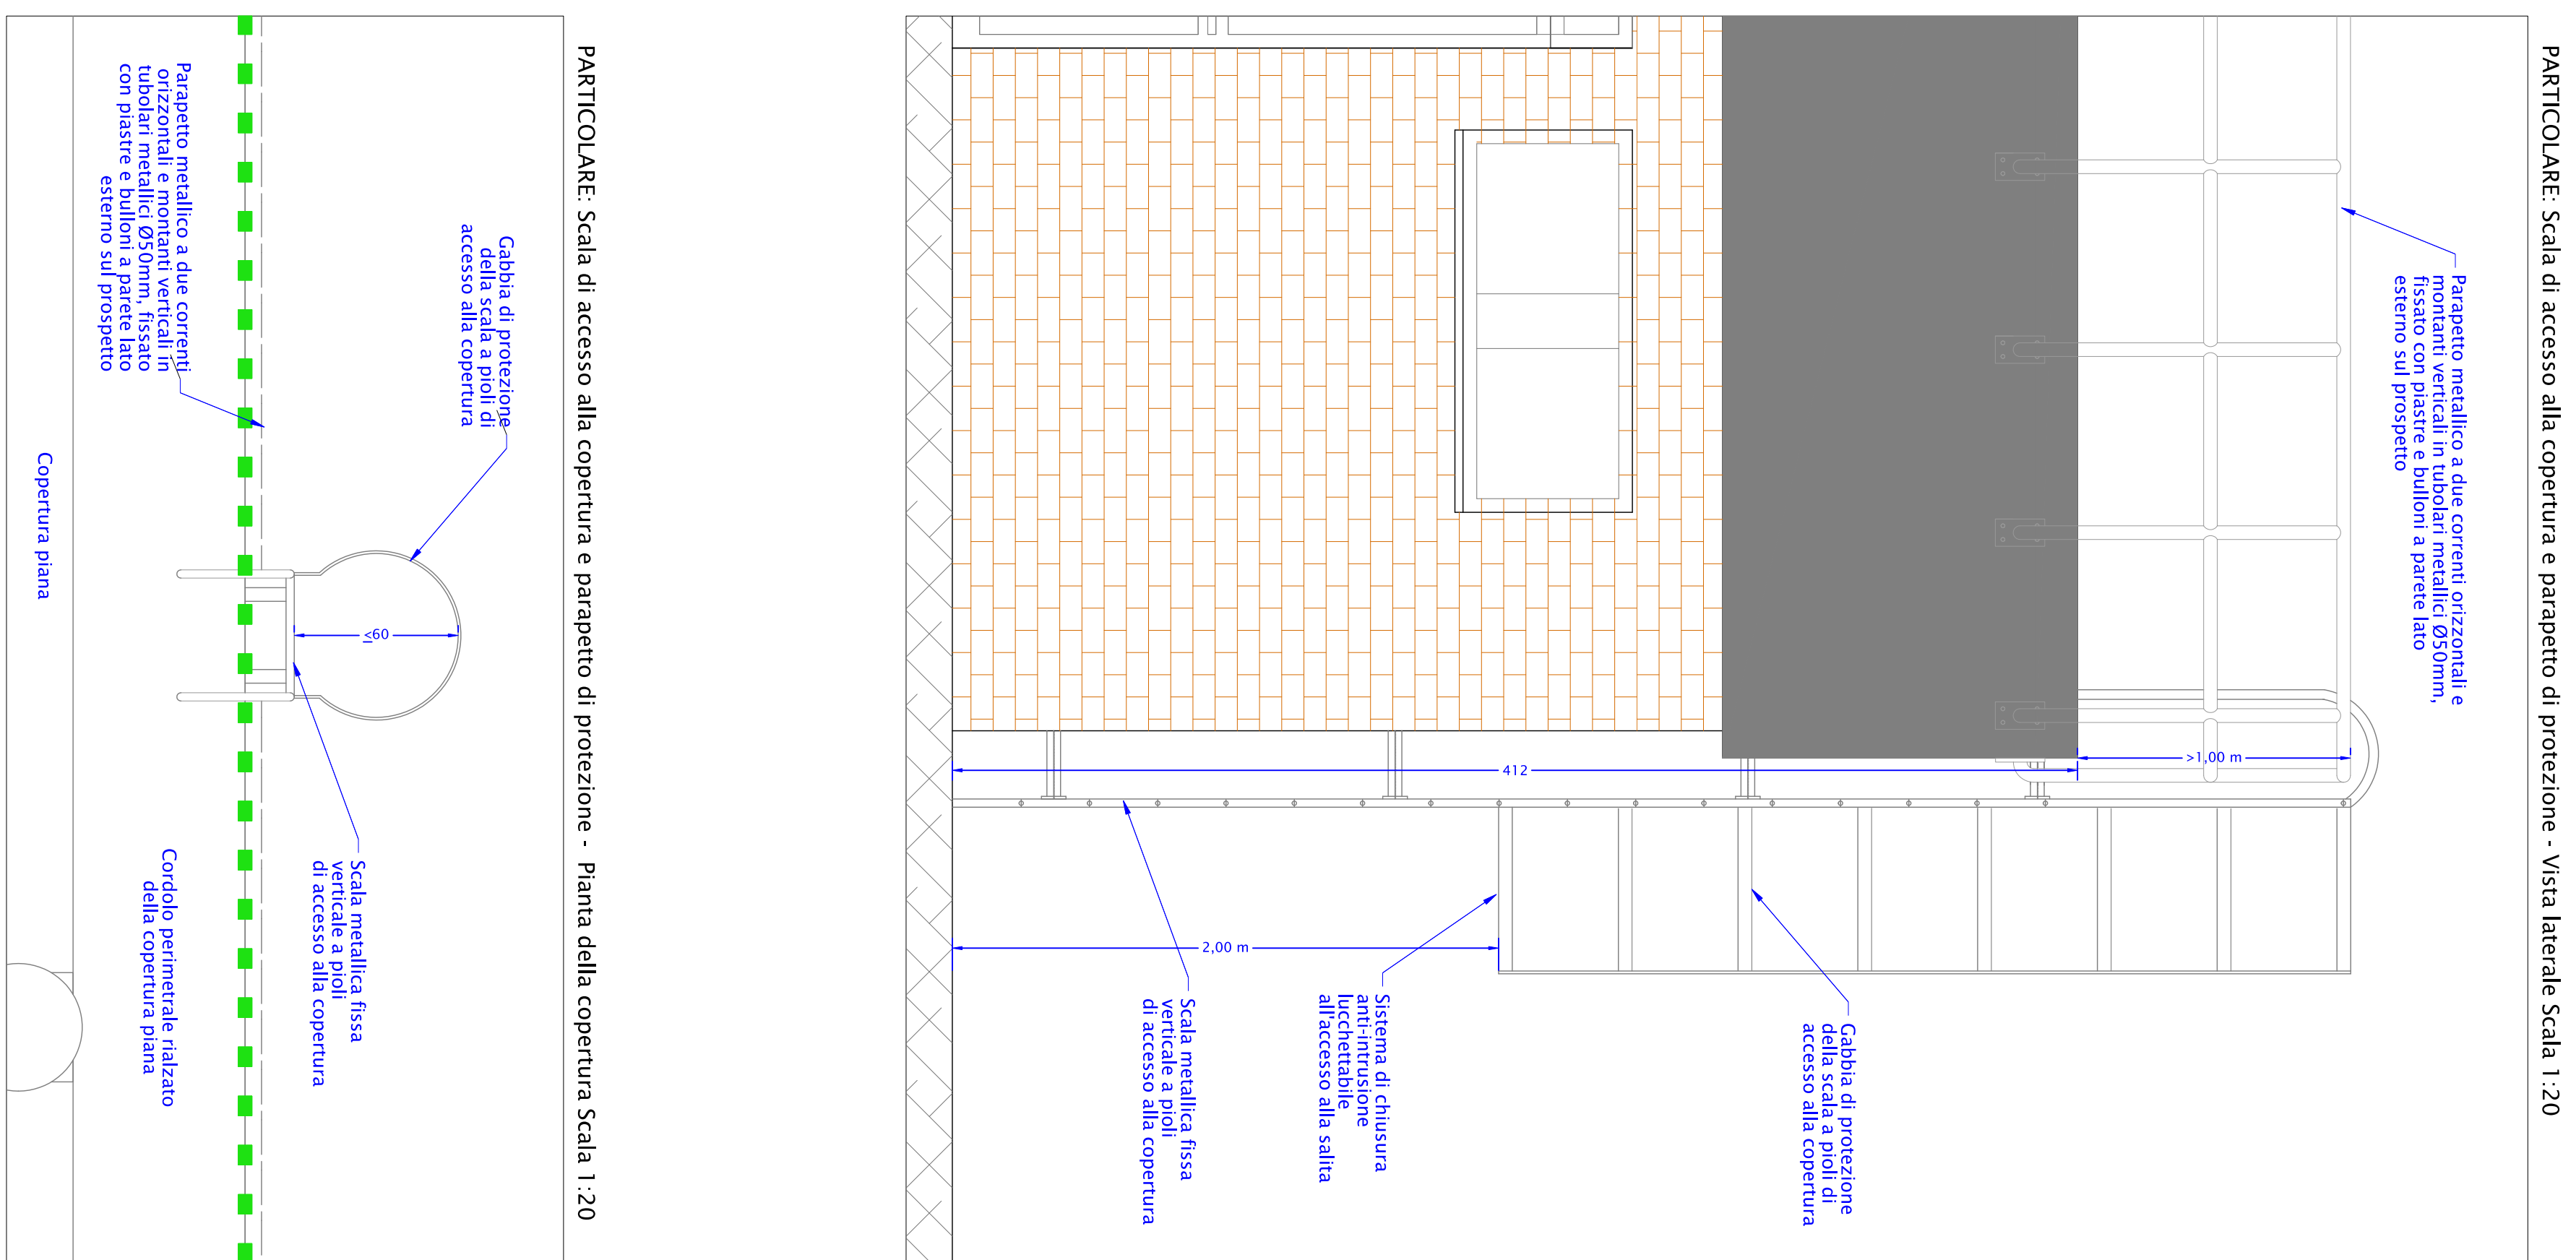 PARTICOLARE: Scala di accesso alla copertura e parapetto di protezione - Vista laterale Scala 1:20
Parapetto metallico a due correnti orizzontali e
montanti verticali in tubolari metallici Ø50mm,
fissato con piastre e bulloni a parete lato
esterno sul prospetto
>1,00 m
412
2,00 m
Gabbia di protezione
della scala a pioli di
accesso alla copertura
Sistema di chiusura
anti-intrusione
lucchettabile
all'accesso alla salita
Scala metallica fissa
verticale a pioli
di accesso alla copertura
PARTICOLARE: Scala di accesso alla copertura e parapetto di protezione - Pianta della copertura Scala 1:20
Gabbia di protezione
della scala a pioli di
accesso alla copertura
≤60
Scala metallica fissa
verticale a pioli
di accesso alla copertura
Parapetto metallico a due correnti
orizzontali e montanti verticali in
tubolari metallici Ø50mm, fissato
con piastre e bulloni a parete lato
esterno sul prospetto
Cordolo perimetrale rialzato
della copertura piana
Copertura piana